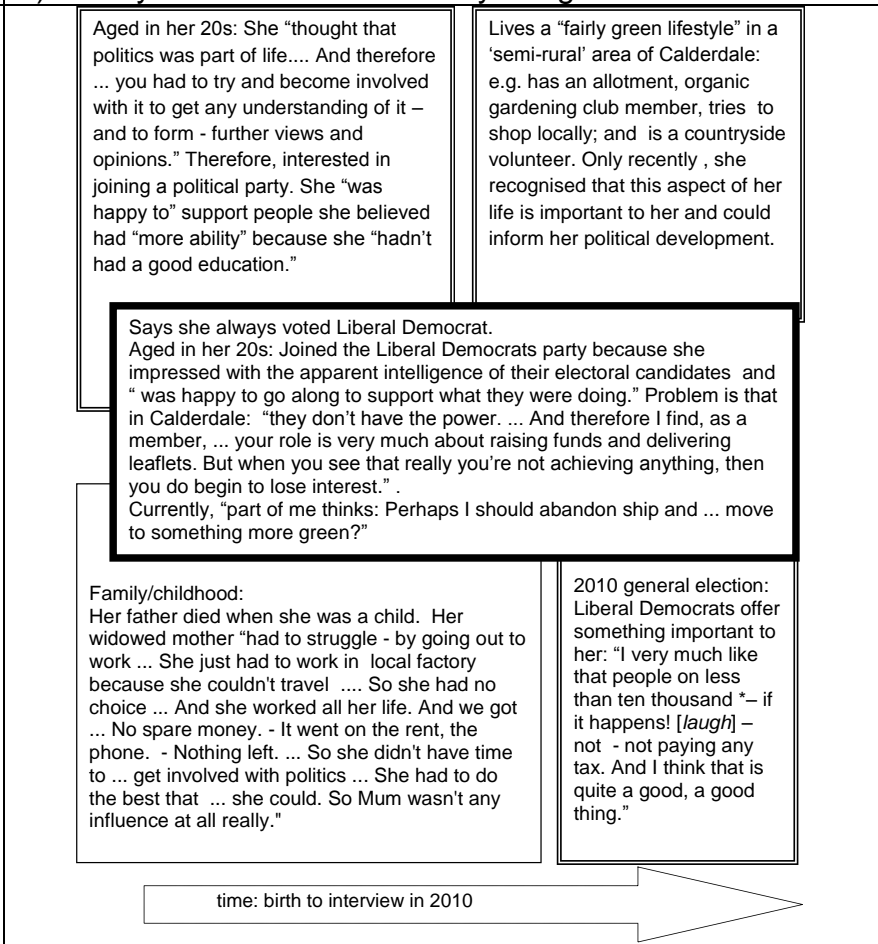 Aged in her 20s: She “thought that
politics was part of life.... And therefore
... you had to try and become involved
with it to get any understanding of it –
and to form - further views and
opinions.” Therefore, interested in
joining a political party. She “was
happy to” support people she believed
had “more ability” because she “hadn’t
had a good education.”
Lives a “fairly green lifestyle” in a
‘semi-rural’ area of Calderdale:
e.g. has an allotment, organic
gardening club member, tries to
shop locally; and is a countryside
volunteer. Only recently , she
recognised that this aspect of her
life is important to her and could
inform her political development.
Says she always voted Liberal Democrat.
Aged in her 20s: Joined the Liberal Democrats party because she
impressed with the apparent intelligence of their electoral candidates and
“ was happy to go along to support what they were doing.” Problem is that
in Calderdale: “they don’t have the power. ... And therefore I find, as a
member, ... your role is very much about raising funds and delivering
leaflets. But when you see that really you’re not achieving anything, then
you do begin to lose interest.” .
Currently, “part of me thinks: Perhaps I should abandon ship and ... move
to something more green?”
Family/childhood:
Her father died when she was a child. Her
widowed mother “had to struggle - by going out to
work ... She just had to work in local factory
because she couldn't travel .... So she had no
choice ... And she worked all her life. And we got
... No spare money. - It went on the rent, the
phone. - Nothing left. ... So she didn't have time
to ... get involved with politics ... She had to do
the best that ... she could. So Mum wasn't any
influence at all really."
2010 general election:
Liberal Democrats offer
something important to
her: “I very much like
that people on less
than ten thousand *– if
it happens! [laugh] –
not - not paying any
tax. And I think that is
quite a good, a good
thing.”
time: birth to interview in 2010